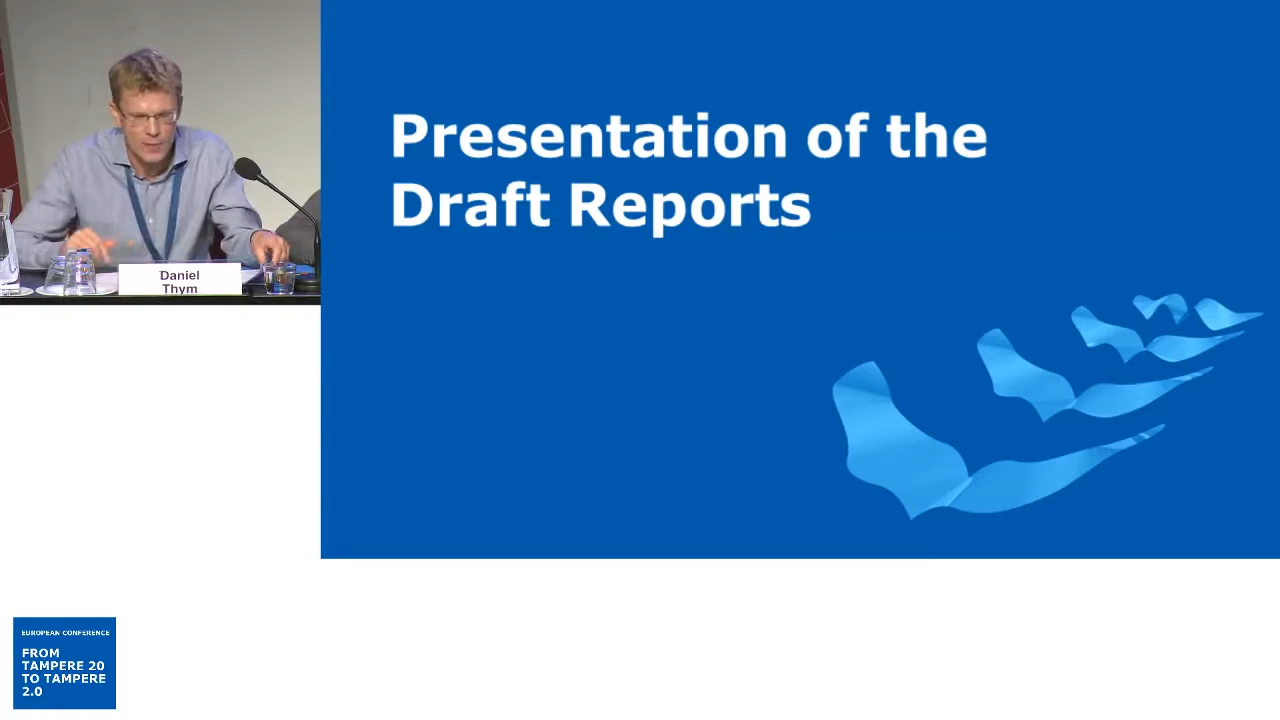 Presentation of the
Draft Reports
Daniel
Thym
EUROPEAN CONFERENCE
FROM
TAMPERE 20
TO TAMPERE
2.0